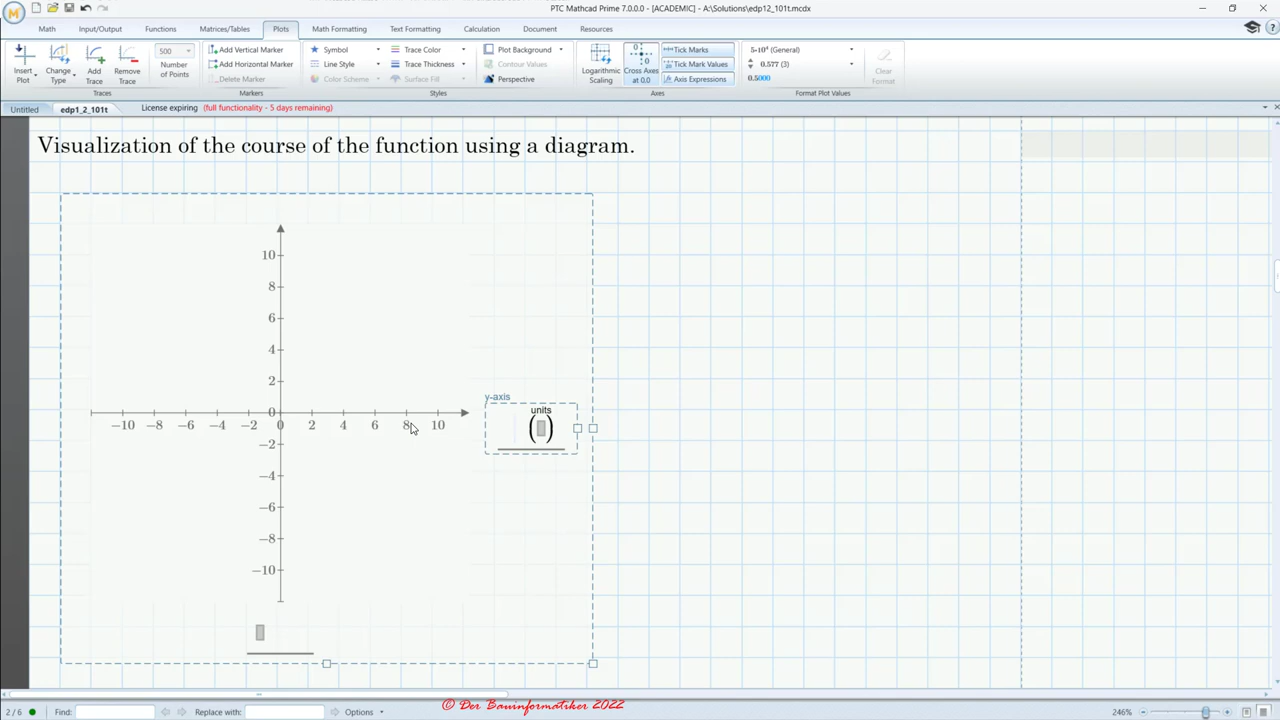 PTC Mathcad Prime 7.0.0.0 - [ACADEMIC] - A:\Solutions\edp12_101t.mcdx
Math Input/Output Functions Matrices/Tables Plots Math Formatting Text Formatting Calculation Document Resources
Insert Plot
Change Type
Add Trace
Remove Trace
500
Number of Points
Traces
Add Vertical Marker
Add Horizontal Marker
Delete Marker
Markers
Symbol
Line Style
Color Scheme
Trace Color
Trace Thickness
Surface Fill
Plot Background
Contour Values
Perspective
Styles
Logarithmic Scaling
Cross Axes at 0.0
Tick Marks
Tick Mark Values
Axis Expressions
Axes
5•10⁴ (General)
0.577 (3)
0.5000
Clear Format
Format Plot Values
Untitled edp1_2_101t License expiring (full functionality - 5 days remaining)
Visualization of the course of the function using a diagram.
10
8
6
4
2
0
−10 −8 −6 −4 −2 0 2 4 6 8 10
−2
−4
−6
−8
−10
y-axis
units
( )
2/6 Find: Replace with: Options 246%
© Der Bauinformatiker 2022